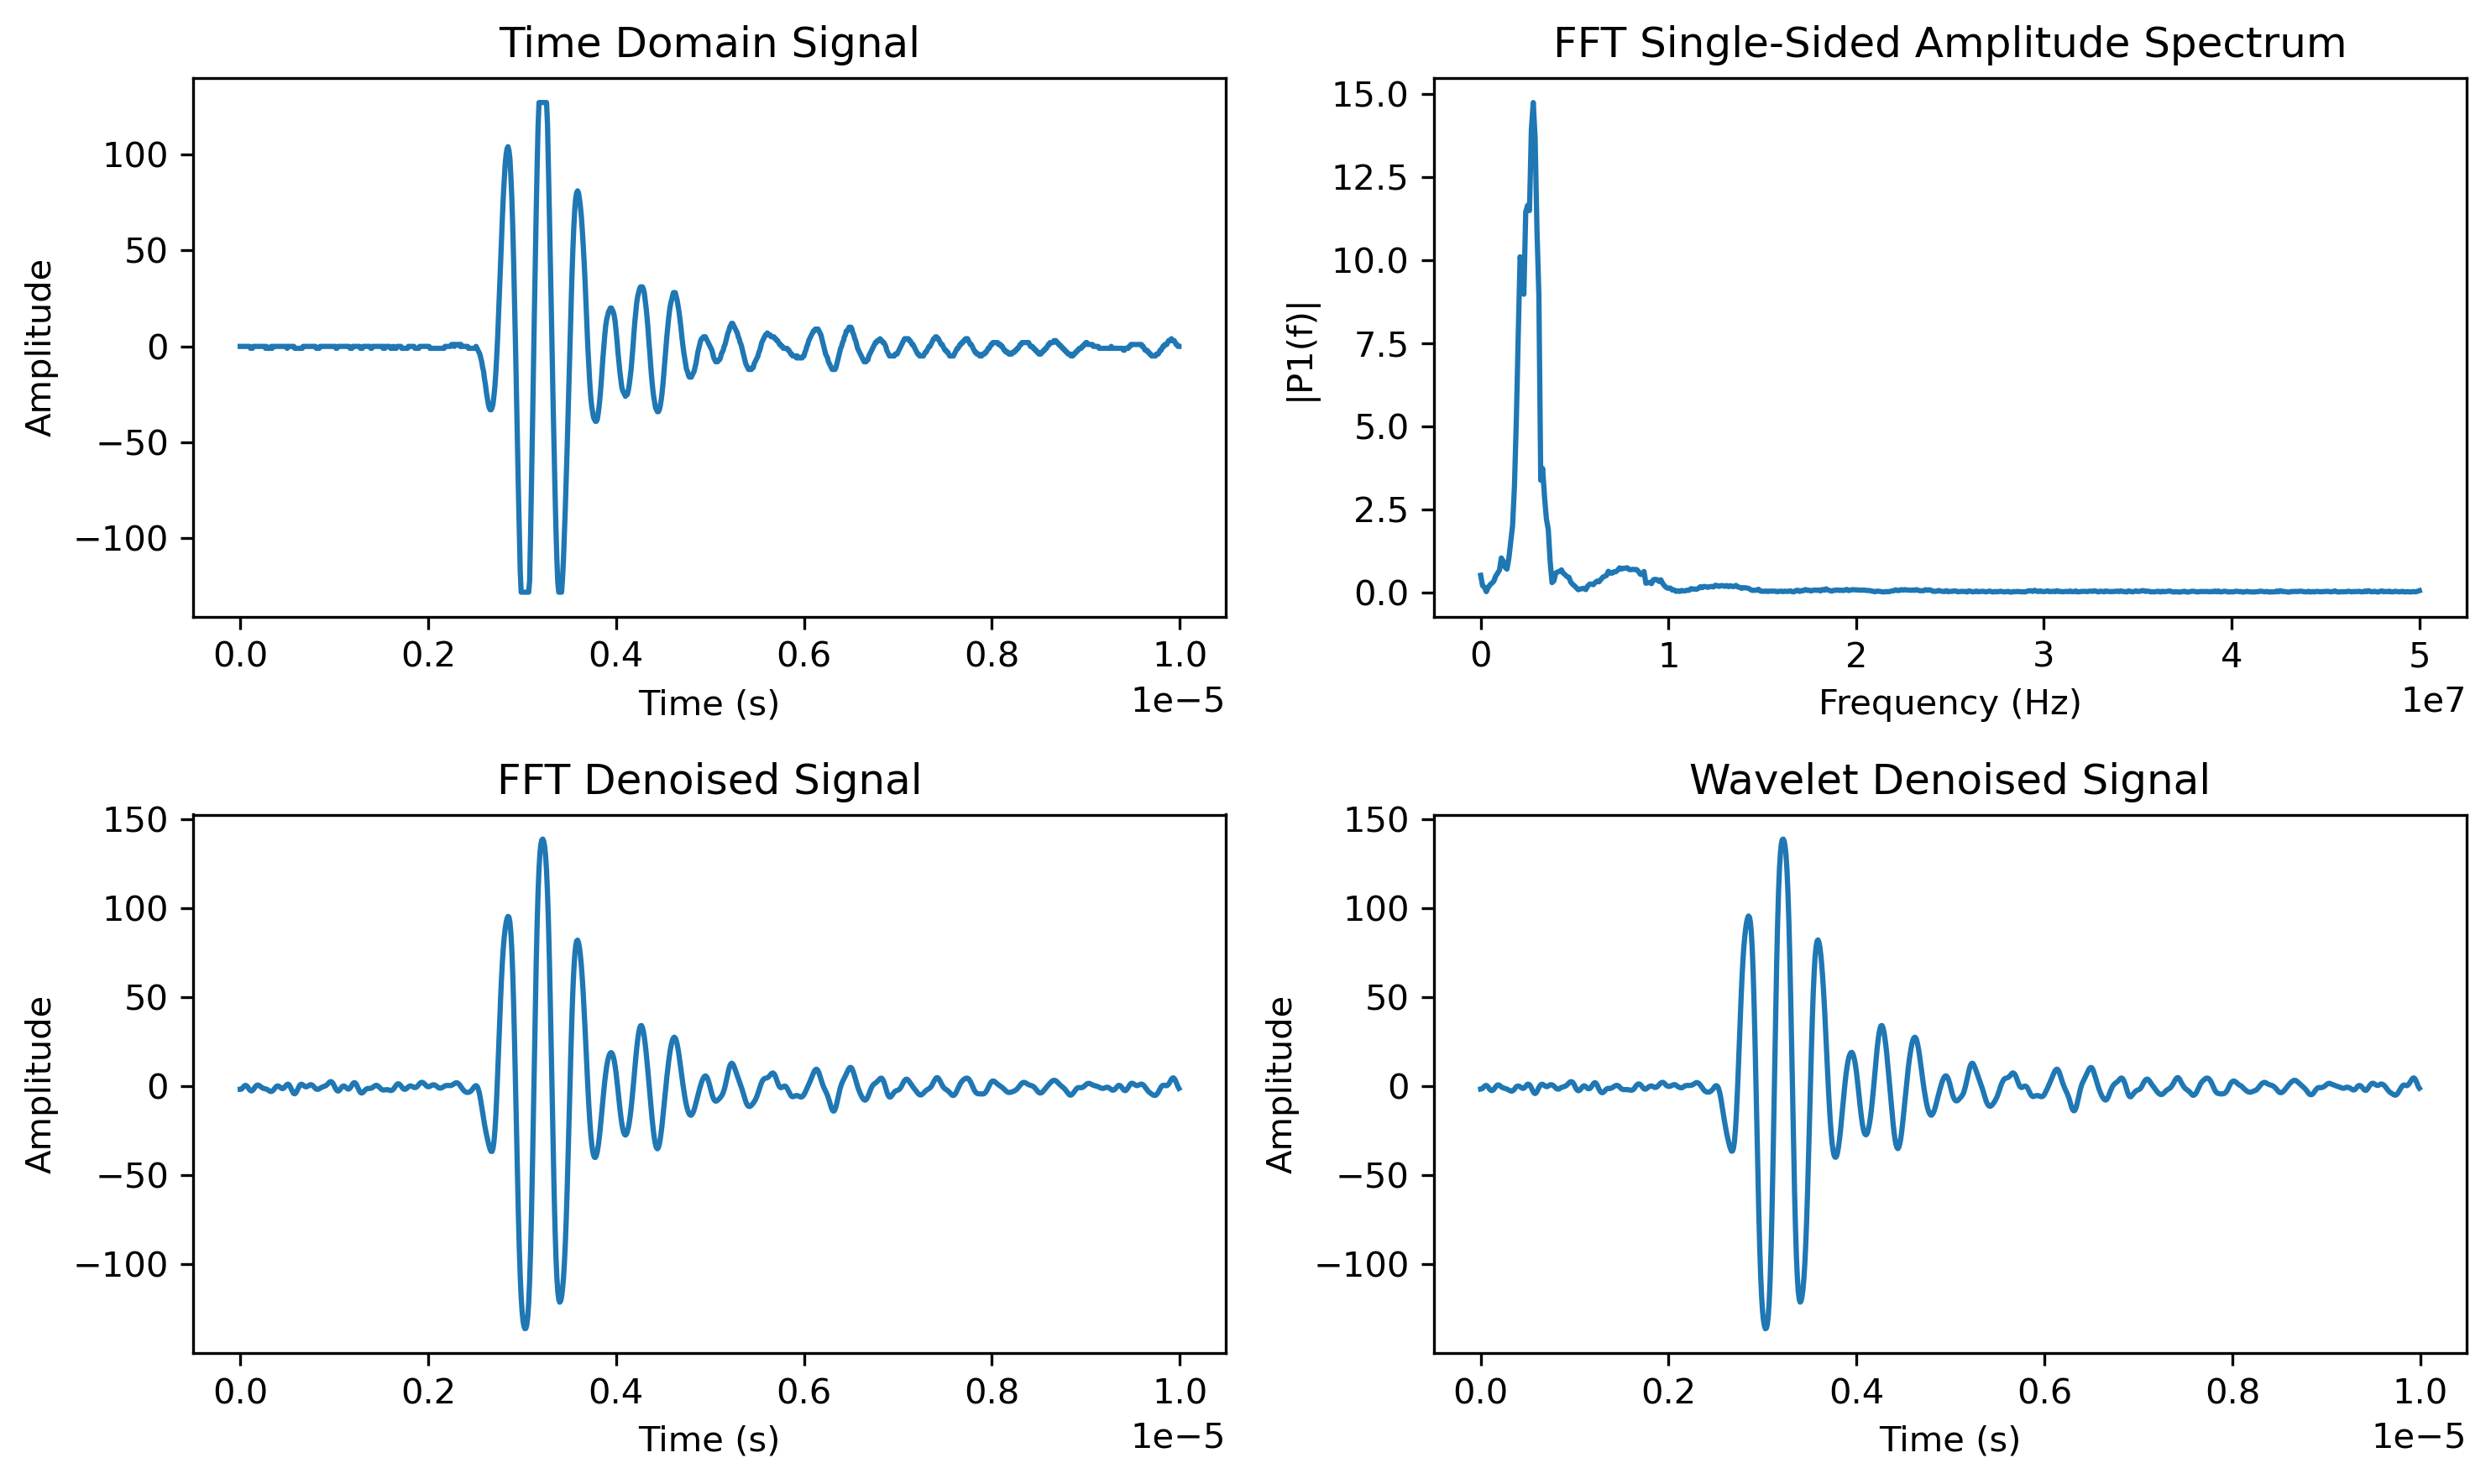 Time Domain Signal
Amplitude
100
50
0
−50
−100
0.0 0.2 0.4 0.6 0.8 1.0
Time (s)
1e−5
FFT Single-Sided Amplitude Spectrum
|P1(f)|
15.0
12.5
10.0
7.5
5.0
2.5
0.0
0 1 2 3 4 5
Frequency (Hz)
1e7
FFT Denoised Signal
Amplitude
150
100
50
0
−50
−100
0.0 0.2 0.4 0.6 0.8 1.0
Time (s)
1e−5
Wavelet Denoised Signal
Amplitude
150
100
50
0
−50
−100
0.0 0.2 0.4 0.6 0.8 1.0
Time (s)
1e−5